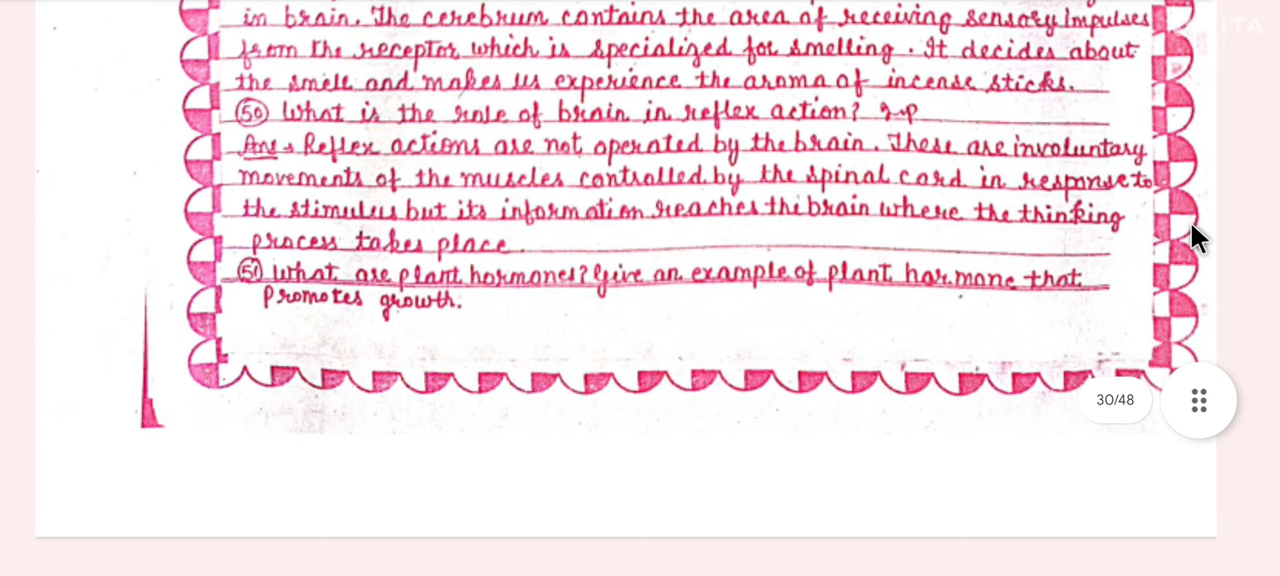 in brain. The cerebrum contains the area of receiving sensory Impulses
from the receptor which is specialized for smelling. It decides about
the smell and makes us experience the aroma of incense sticks.
50 What is the role of brain in reflex action?
Ans → Reflex actions are not operated by the brain. These are involuntary
movements of the muscles controlled by the spinal cord in response to
the stimulus but its information reaches the brain where the thinking
process takes place.
51 What are plant hormones? Give an example of plant hormone that
Promotes growth.
30/48